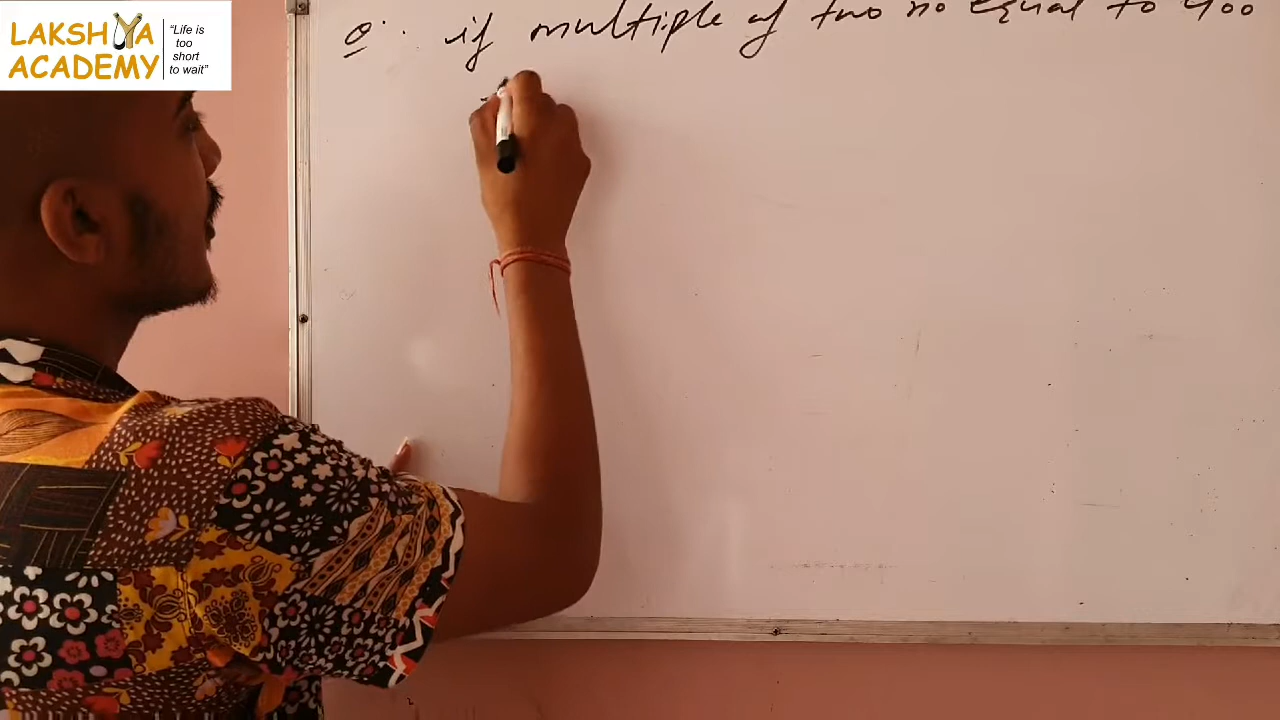 LAKSHYA
ACADEMY
"Life is
too
short
to wait"
Q. if multiple of two no equal to 400